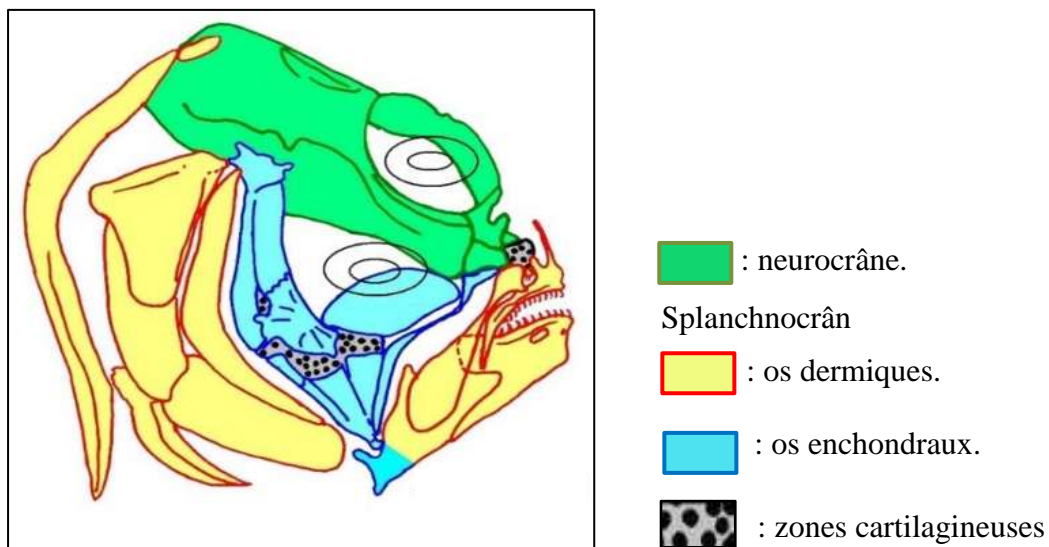 : neurocrâne.
Splanchnocrân
: os dermiques.
: os enchondraux.
: zones cartilagineuses